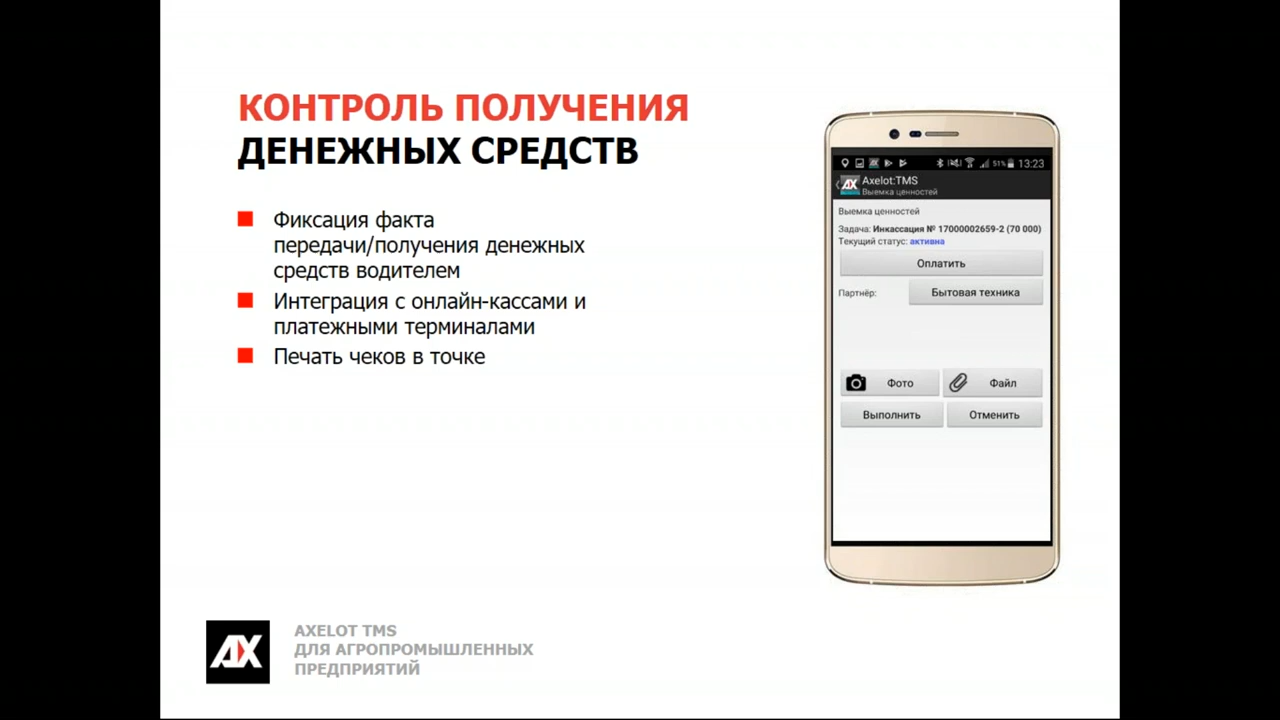 КОНТРОЛЬ ПОЛУЧЕНИЯ
ДЕНЕЖНЫХ СРЕДСТВ
Фиксация факта
передачи/получения денежных
средств водителем
Интеграция с онлайн-кассами и
платежными терминалами
Печать чеков в точке
51% 13:23
AX Axelot:TMS
Выемка ценностей
Выемка ценностей
Задача: Инкассация № 17000002659-2 (70 000)
Текущий статус: активна
Оплатить
Партнёр: Бытовая техника
Фото Файл
Выполнить Отменить
AX
AXELOT TMS
ДЛЯ АГРОПРОМЫШЛЕННЫХ
ПРЕДПРИЯТИЙ